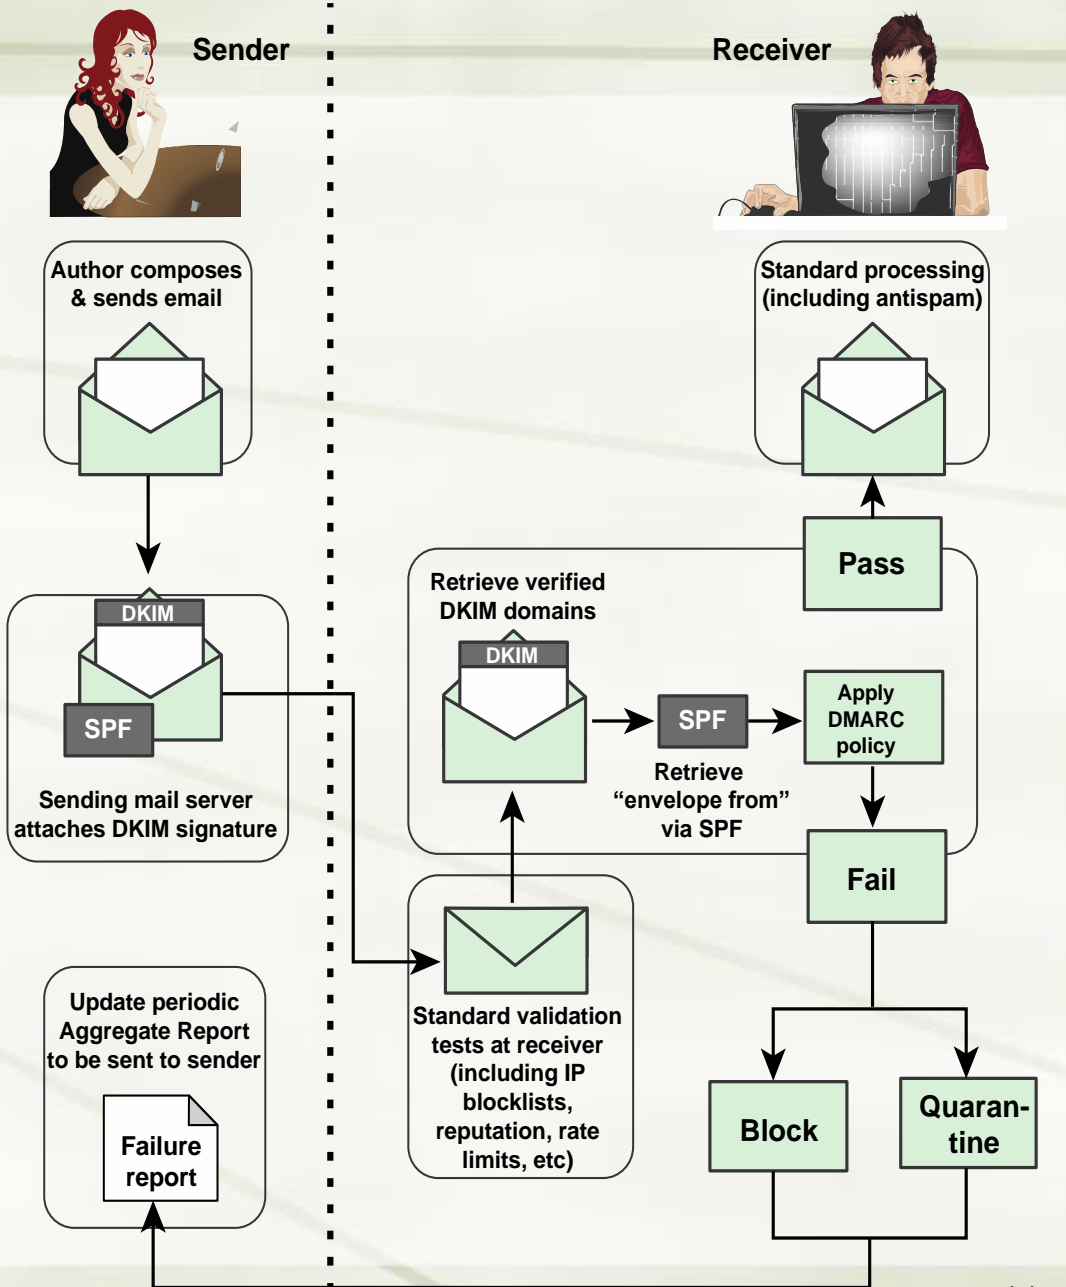 Sender
Receiver
Author composes
& sends email
DKIM
SPF
Sending mail server
attaches DKIM signature
Update periodic
Aggregate Report
to be sent to sender
Failure
report
Standard validation
tests at receiver
(including IP
blocklists,
reputation, rate
limits, etc)
Retrieve verified
DKIM domains
DKIM
SPF
Retrieve
“envelope from”
via SPF
Apply
DMARC
policy
Standard processing
(including antispam)
Pass
Fail
Block
Quaran-
tine